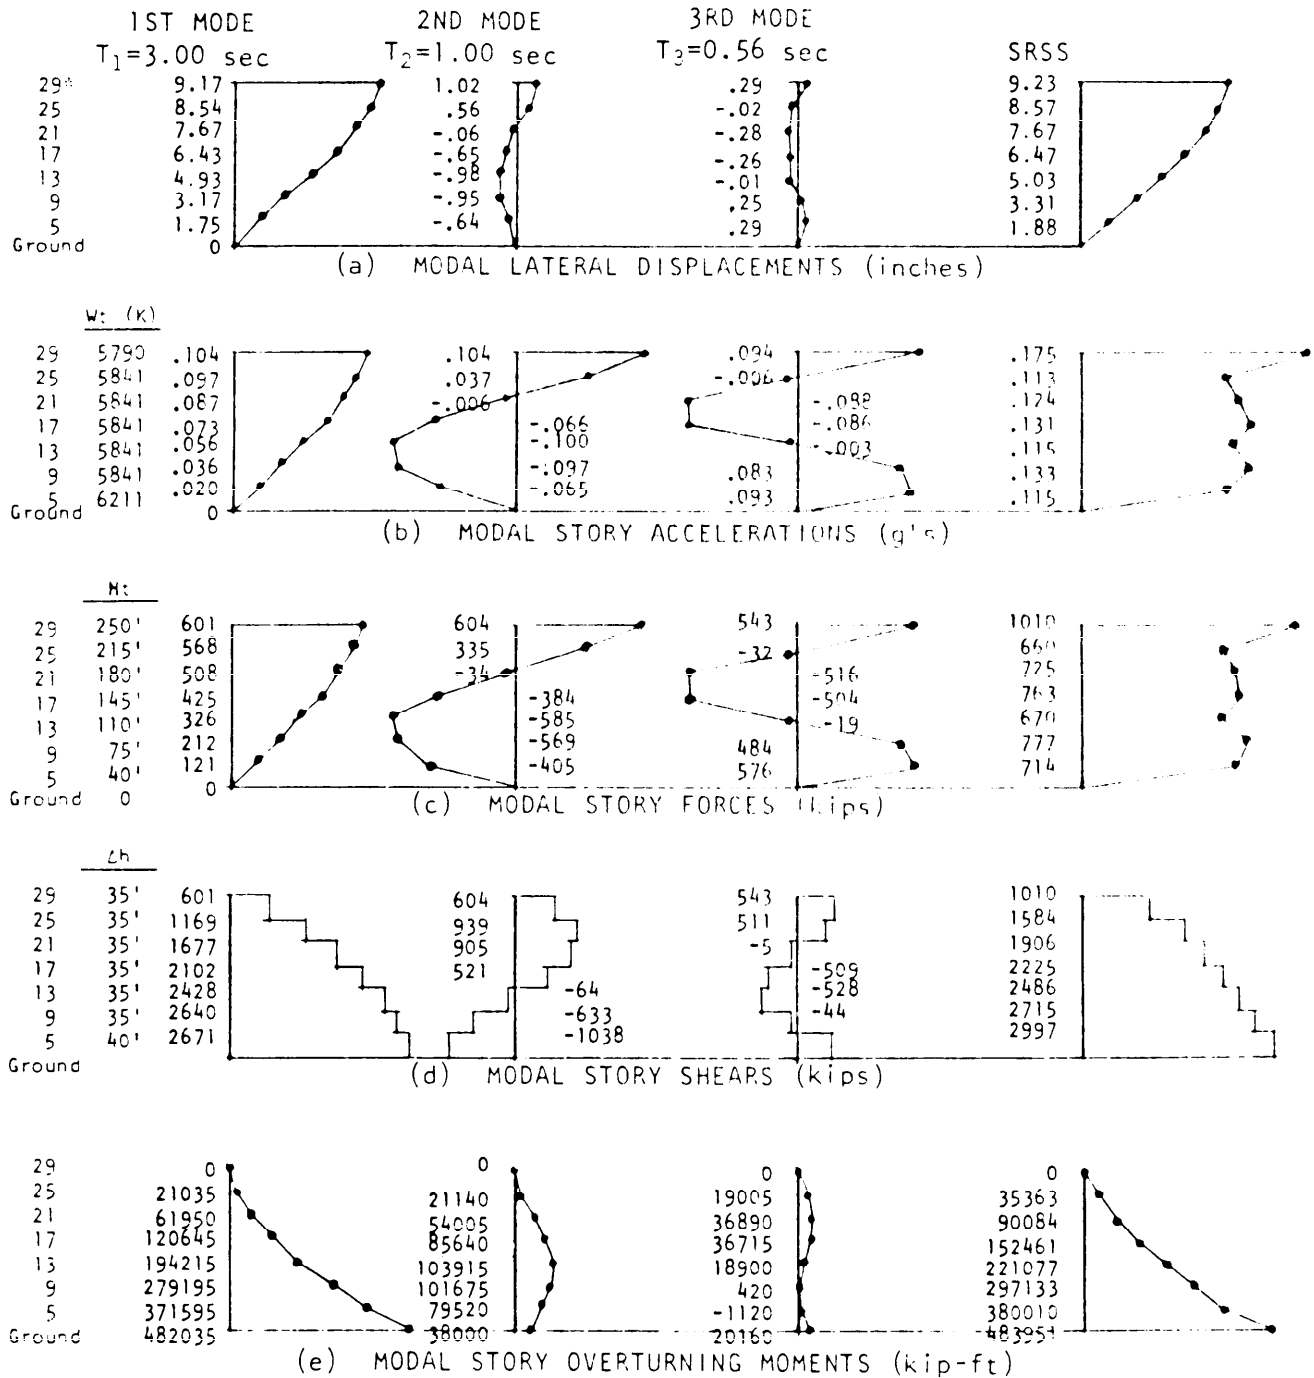 1ST MODE 2ND MODE 3RD MODE
T1=3.00 sec T2=1.00 sec T3=0.56 sec SRSS
29* 9.17 1.02 .29 9.23
25 8.54 .56 -.02 8.57
21 7.67 -.06 -.28 7.67
17 6.43 -.65 -.26 6.47
13 4.93 -.98 -.01 5.03
9 3.17 -.95 .25 3.31
5 1.75 -.64 .29 1.88
Ground 0
(a) MODAL LATERAL DISPLACEMENTS (inches)
Wt (K)
29 5790 .104 .104 .094 .175
25 5841 .097 .037 -.006 .113
21 5841 .087 -.006 -.088 .124
17 5841 .073 -.066 -.086 .131
13 5841 .056 -.100 -.003 .115
9 5841 .036 -.097 .083 .133
5 6211 .020 -.065 .093 .115
Ground 0
(b) MODAL STORY ACCELERATIONS (g's)
Ht
29 250' 601 604 543 1010
25 215' 568 335 -32 660
21 180' 508 -34 -516 725
17 145' 425 -384 -504 763
13 110' 326 -585 -19 670
9 75' 212 -569 484 777
5 40' 121 -405 576 714
Ground 0 0
(c) MODAL STORY FORCES (kips)
Δh
29 35' 601 604 543 1010
25 35' 1169 939 511 1584
21 35' 1677 905 -5 1906
17 35' 2102 521 -509 2225
13 35' 2428 -64 -528 2486
9 35' 2640 -633 -44 2715
5 40' 2671 -1038 2997
Ground
(d) MODAL STORY SHEARS (kips)
29 0 0 0 0
25 21035 21140 19005 35363
21 61950 54005 36890 90084
17 120645 85640 36715 152461
13 194215 103915 18900 221077
9 279195 101675 420 297133
5 371595 79520 -1120 380010
Ground 482035 38000 20160 483951
(e) MODAL STORY OVERTURNING MOMENTS (kip-ft)